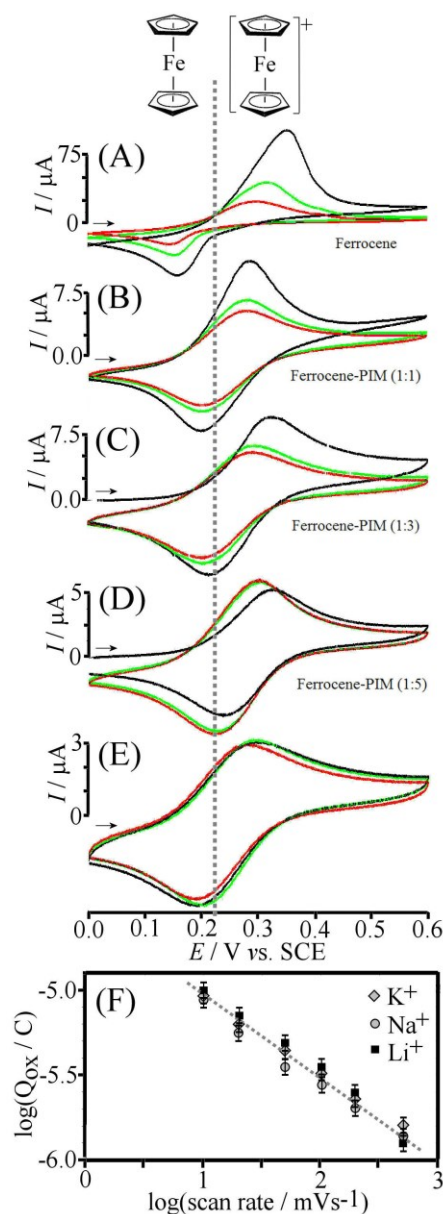 Fe
Fe
+
(A)
75
0
I / μA
Ferrocene
(B)
7.5
0.0
I / μA
Ferrocene-PIM (1:1)
(C)
7.5
0.0
I / μA
Ferrocene-PIM (1:3)
(D)
5
0
I / μA
Ferrocene-PIM (1:5)
(E)
3
0
I / μA
0.0 0.1 0.2 0.3 0.4 0.5 0.6
E / V vs. SCE
(F)
K+
Na+
Li+
-5.0
-5.5
-6.0
log(Qox / C)
0 1 2 3
log(scan rate / mVs-1)